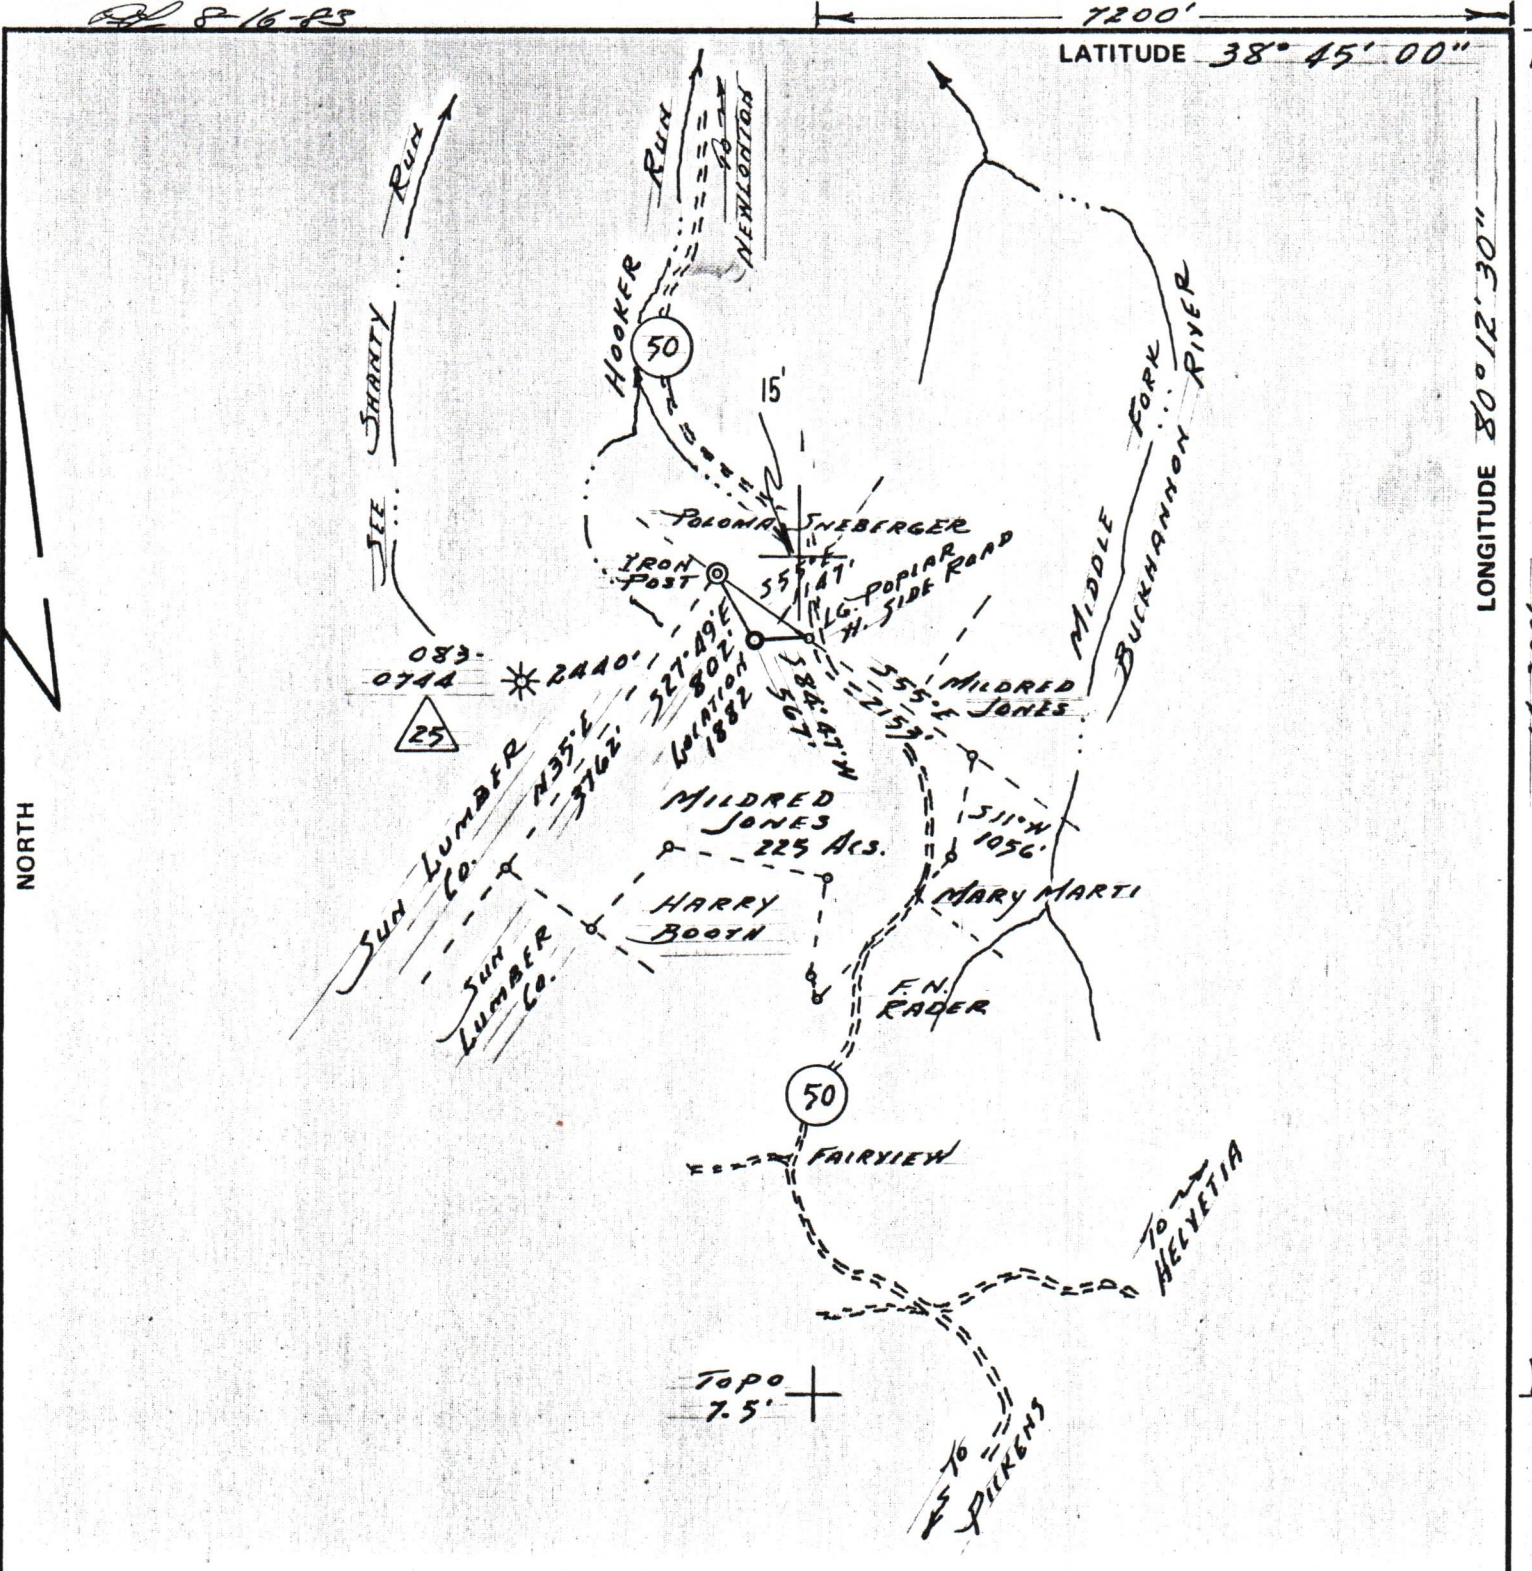 8-16-83
7200'
LATITUDE 38° 45' 00"
LONGITUDE 80° 12' 30"
NORTH
SEE SHANTY RUN
HOOKER RUN
TO
NEWLONTON
50
15'
MIDDLE FORK
BUCKHANNON RIVER
POLOMA SNEBERGER
IRON
POST
S55°E
147'
LG. POPLAR
N. SIDE ROAD
083-
0744
2440'
25
S27°49'E
802'
LOCATION
1882
S84°47'W
567'
S55°E
2159'
MILDRED
JONES
N35°E
3762'
SUN LUMBER
CO.
MILDRED
JONES
225 Acs.
S11°W
1056'
MARY MARTI
HARRY
BOOTH
SUN
LUMBER
CO.
F.N.
RADER
50
FAIRVIEW
TO
HELVETIA
TOPO
7.5'
TO
PICKENS